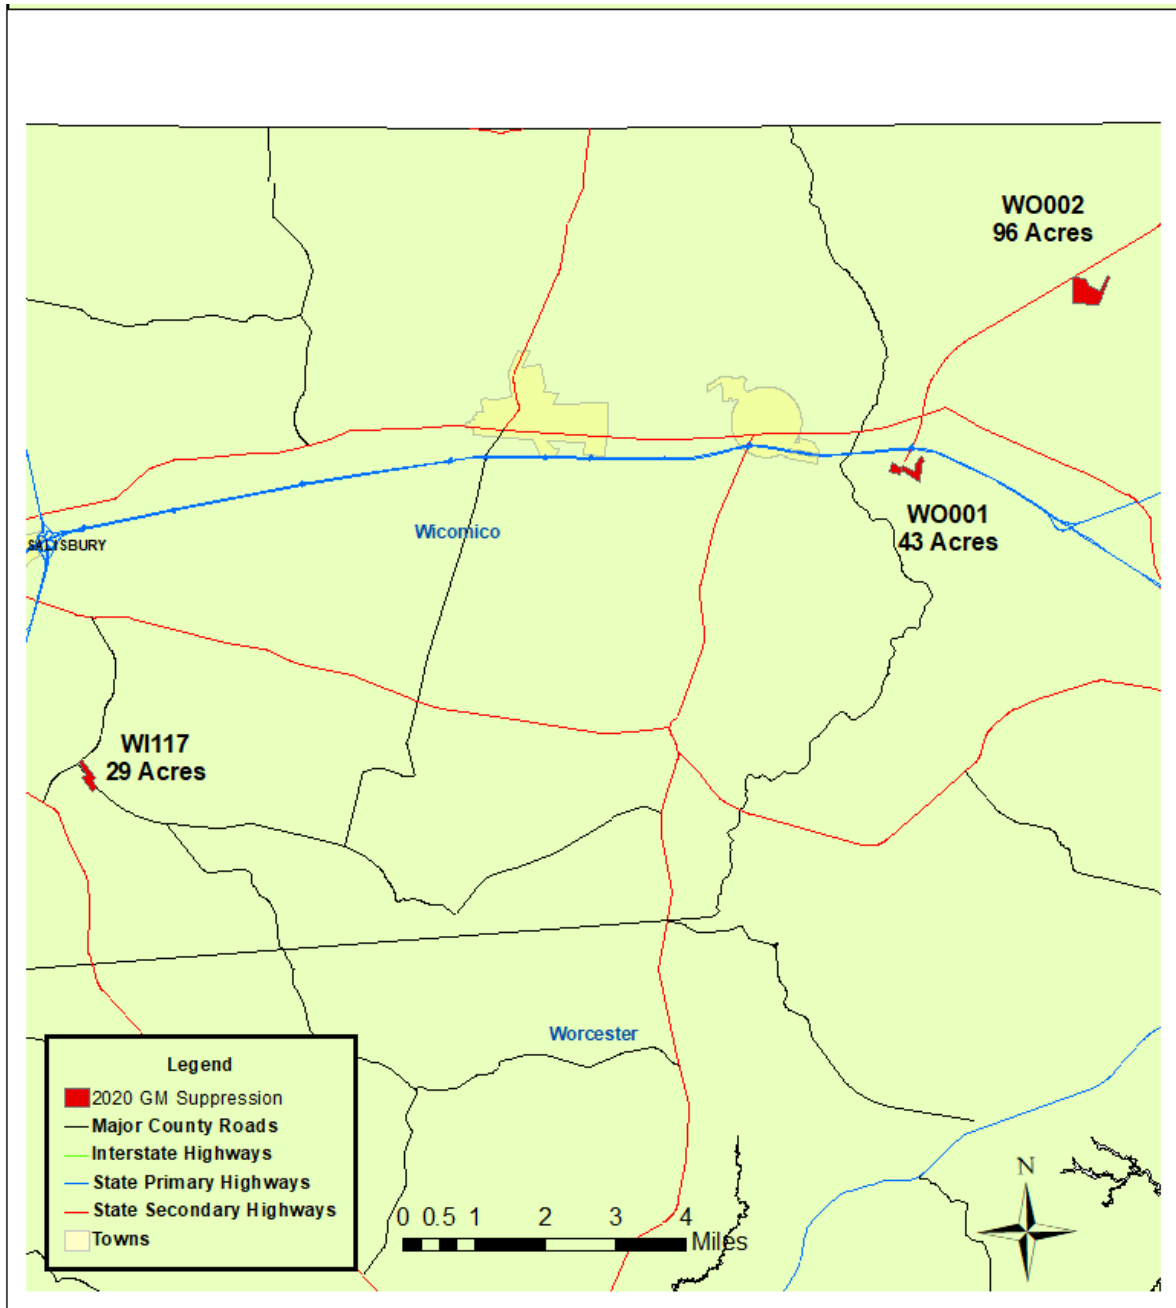 WO002
96 Acres
WO001
43 Acres
Wicomico
SALISBURY
WI117
29 Acres
Worcester
Legend
2020 GM Suppression
Major County Roads
Interstate Highways
State Primary Highways
State Secondary Highways
Towns
0 0.5 1 2 3 4
Miles
N